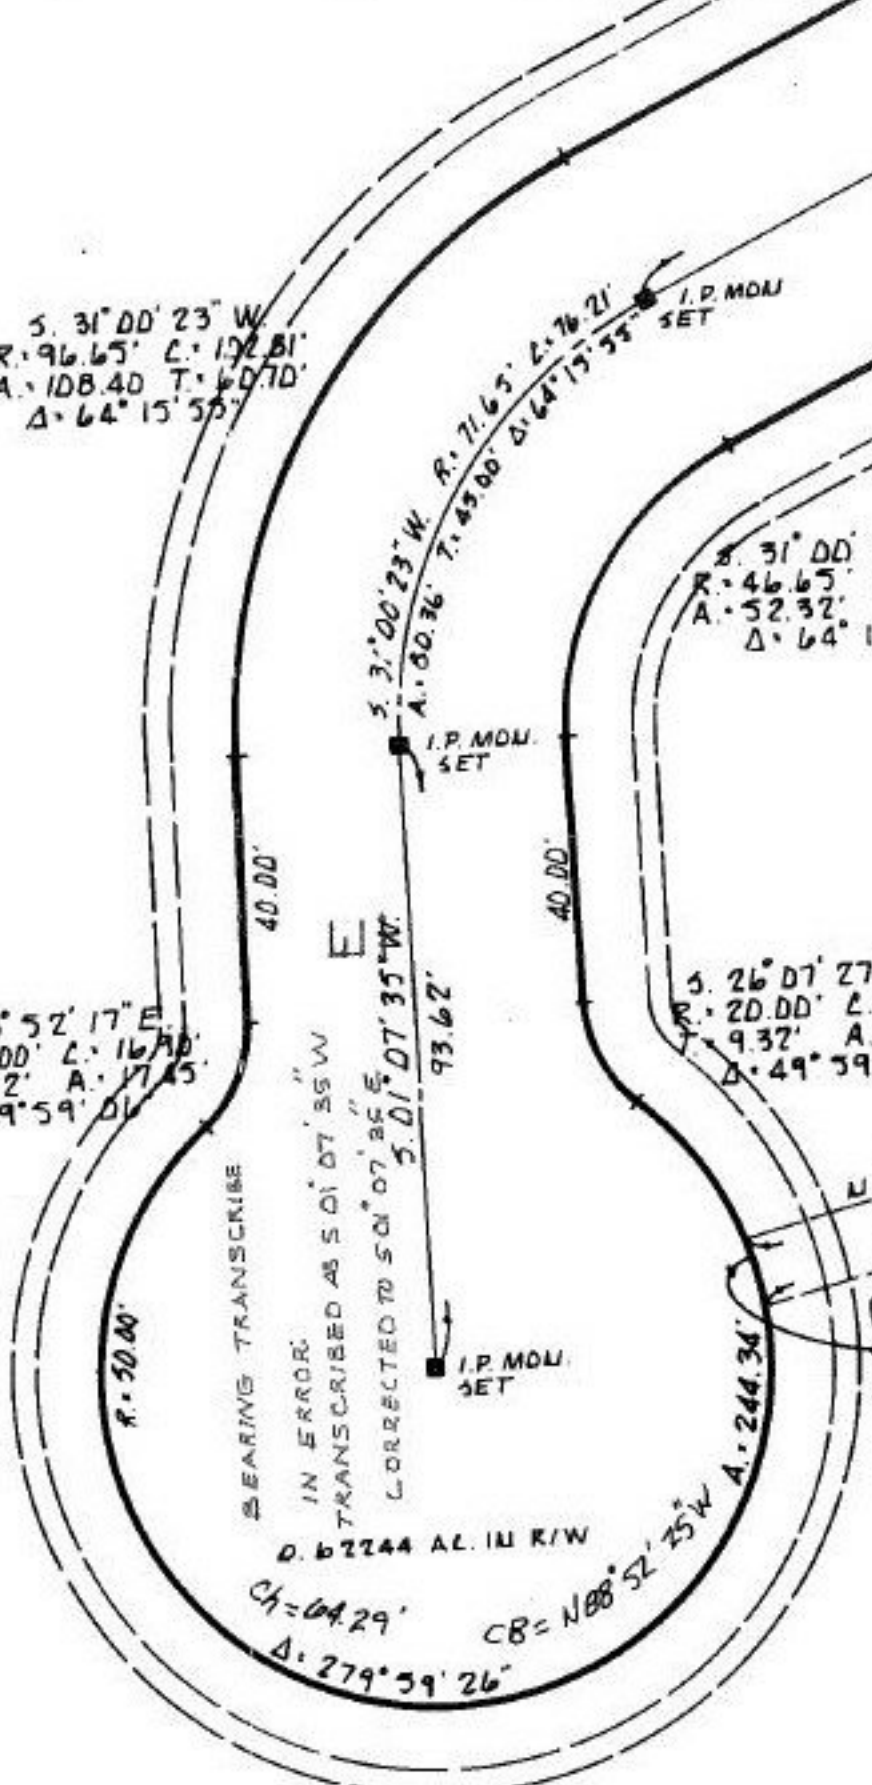 S. 31° 00' 23" W
R.= 96.65' C.= 102.81'
A.= 108.40 T.= 60.70'
Δ= 64° 15' 55"
S. 31° 00' 23" W. R.= 71.65' C.= 76.21'
A.= 80.36' T.= 45.00' Δ= 64° 15' 55"
I.P. MON
SET
S. 31° 00'
R.= 46.65'
A.= 52.32'
Δ= 64°
I.P. MON.
SET
40.00'
40.00'
E
S. 01° 07' 35" W.
93.62'
52' 17" E.
00' C.= 16.90'
2' A.= 17.45'
9° 59' 06"
S. 26° 07' 27
R.= 20.00' C.
T.= 9.32' A.
Δ= 49° 59
BEARING TRANSCRIBE
IN ERROR:
TRANSCRIBED AS S 01° 07' 35" W
CORRECTED TO S 01° 07' 35" E
N
R.= 50.00'
I.P. MON.
SET
A.= 244.34'
0.62244 AC. IN R/W
Ch = 64.29'
CB = N88° 52' 25" W
Δ= 279° 59' 26"